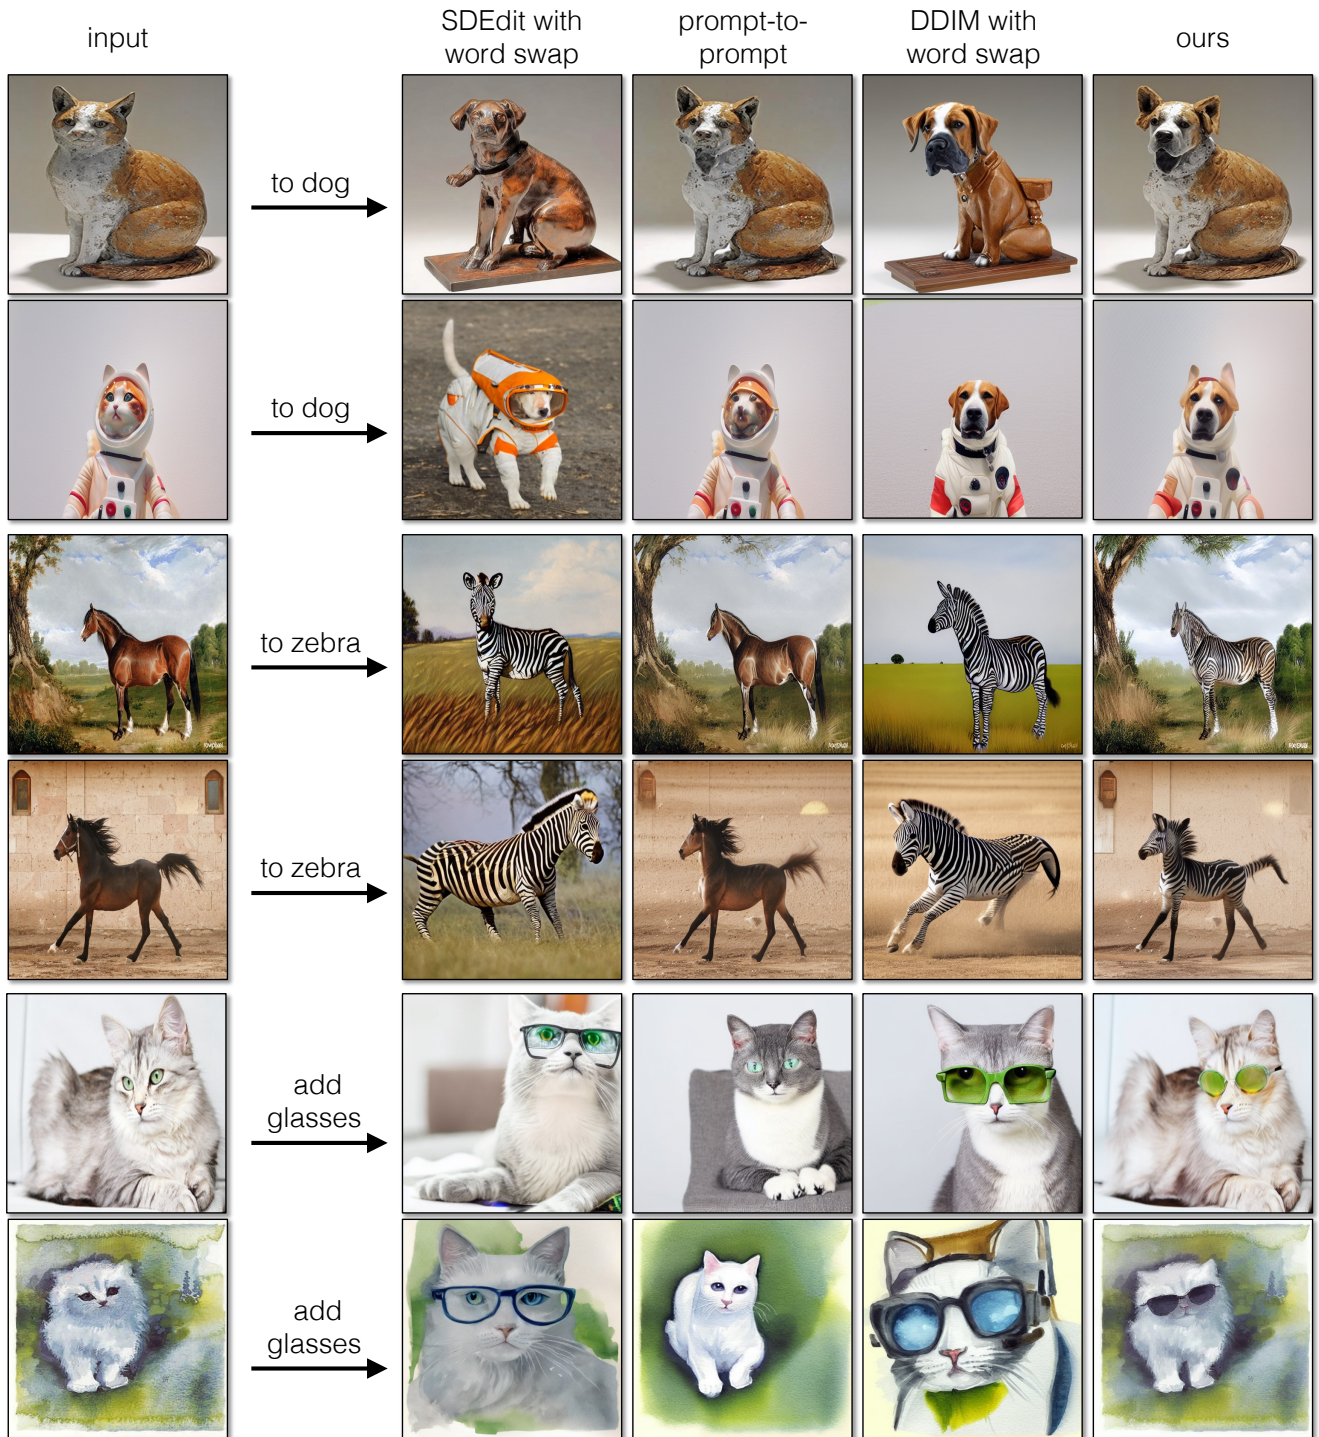 input
SDEdit with
word swap
prompt-to-
prompt
DDIM with
word swap
ours
to dog
to dog
to zebra
to zebra
add
glasses
add
glasses